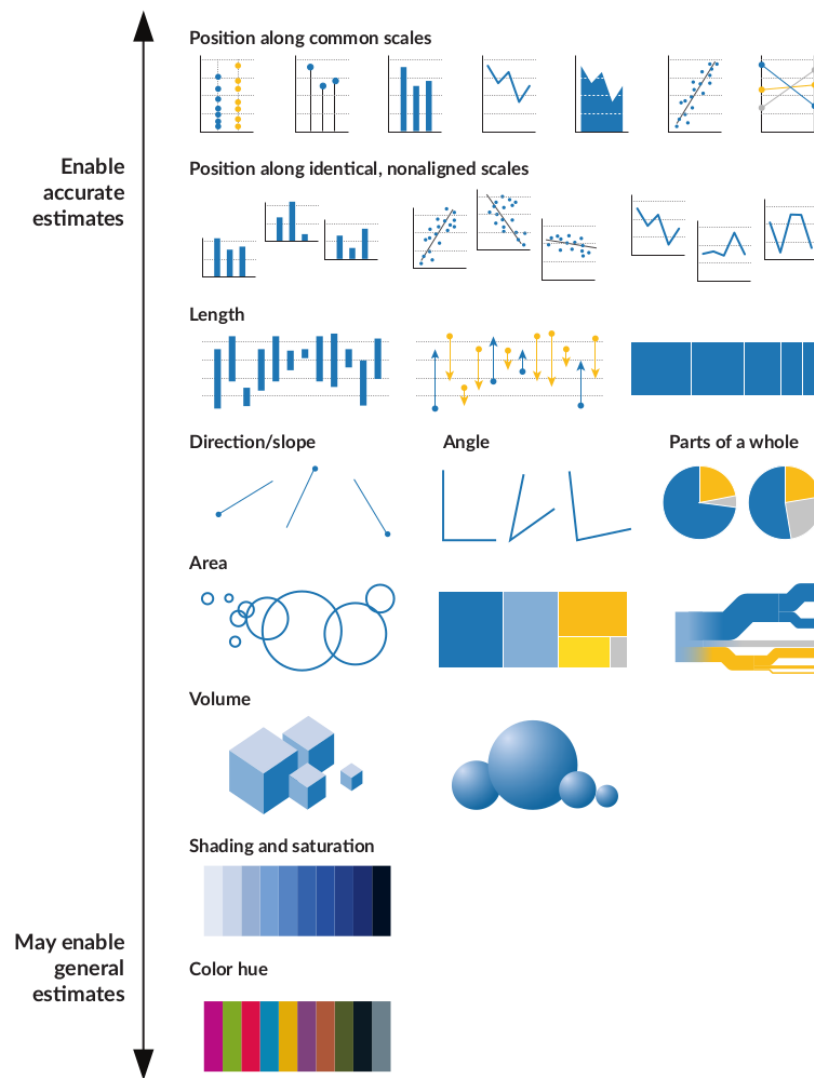 Position along common scales
Enable
accurate
estimates
Position along identical, nonaligned scales
Length
Direction/slope
Angle
Parts of a whole
Area
Volume
Shading and saturation
May enable
general
estimates
Color hue